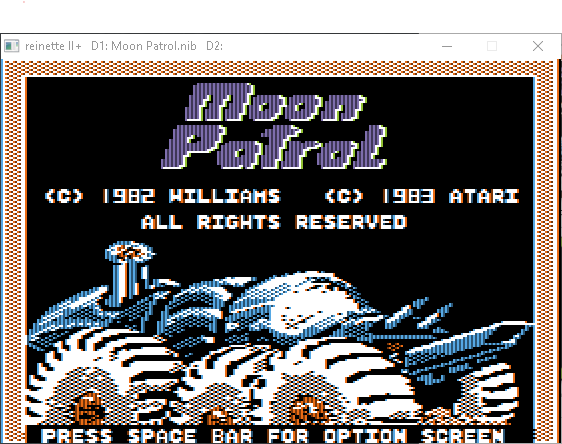 reinette II+ D1: Moon Patrol.nib D2:
Moon
Patrol
(C) 1982 WILLIAMS (C) 1983 ATARI
ALL RIGHTS RESERVED
PRESS SPACE BAR FOR OPTION SCREEN